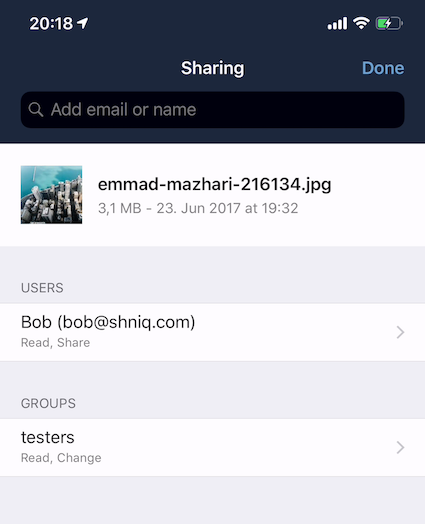 20:18
Sharing
Done
Add email or name
emmad-mazhari-216134.jpg
3,1 MB - 23. Jun 2017 at 19:32
USERS
Bob (bob@shniq.com)
Read, Share
GROUPS
testers
Read, Change